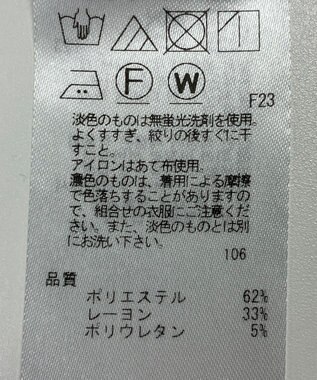 F
W
F23
淡色のものは無蛍光洗剤を使用。
よくすすぎ、絞りの後すぐに干
すこと。
アイロンはあて布使用。
濃色のものは、着用による摩擦
で色落ちすることがありますの
で、組合せの衣服にご注意くだ
さい。また、淡色のものとは別
にお洗い下さい。
106
品質
ポリエステル 62%
レーヨン 33%
ポリウレタン 5%